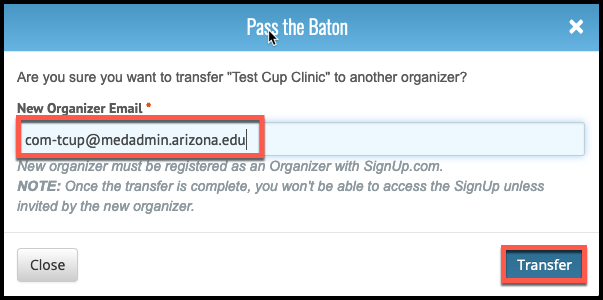 Pass the Baton
Are you sure you want to transfer "Test Cup Clinic" to another organizer?
New Organizer Email *
com-tcup@medadmin.arizona.edu
New organizer must be registered as an Organizer with SignUp.com.
NOTE: Once the transfer is complete, you won't be able to access the SignUp unless
invited by the new organizer.
Close
Transfer